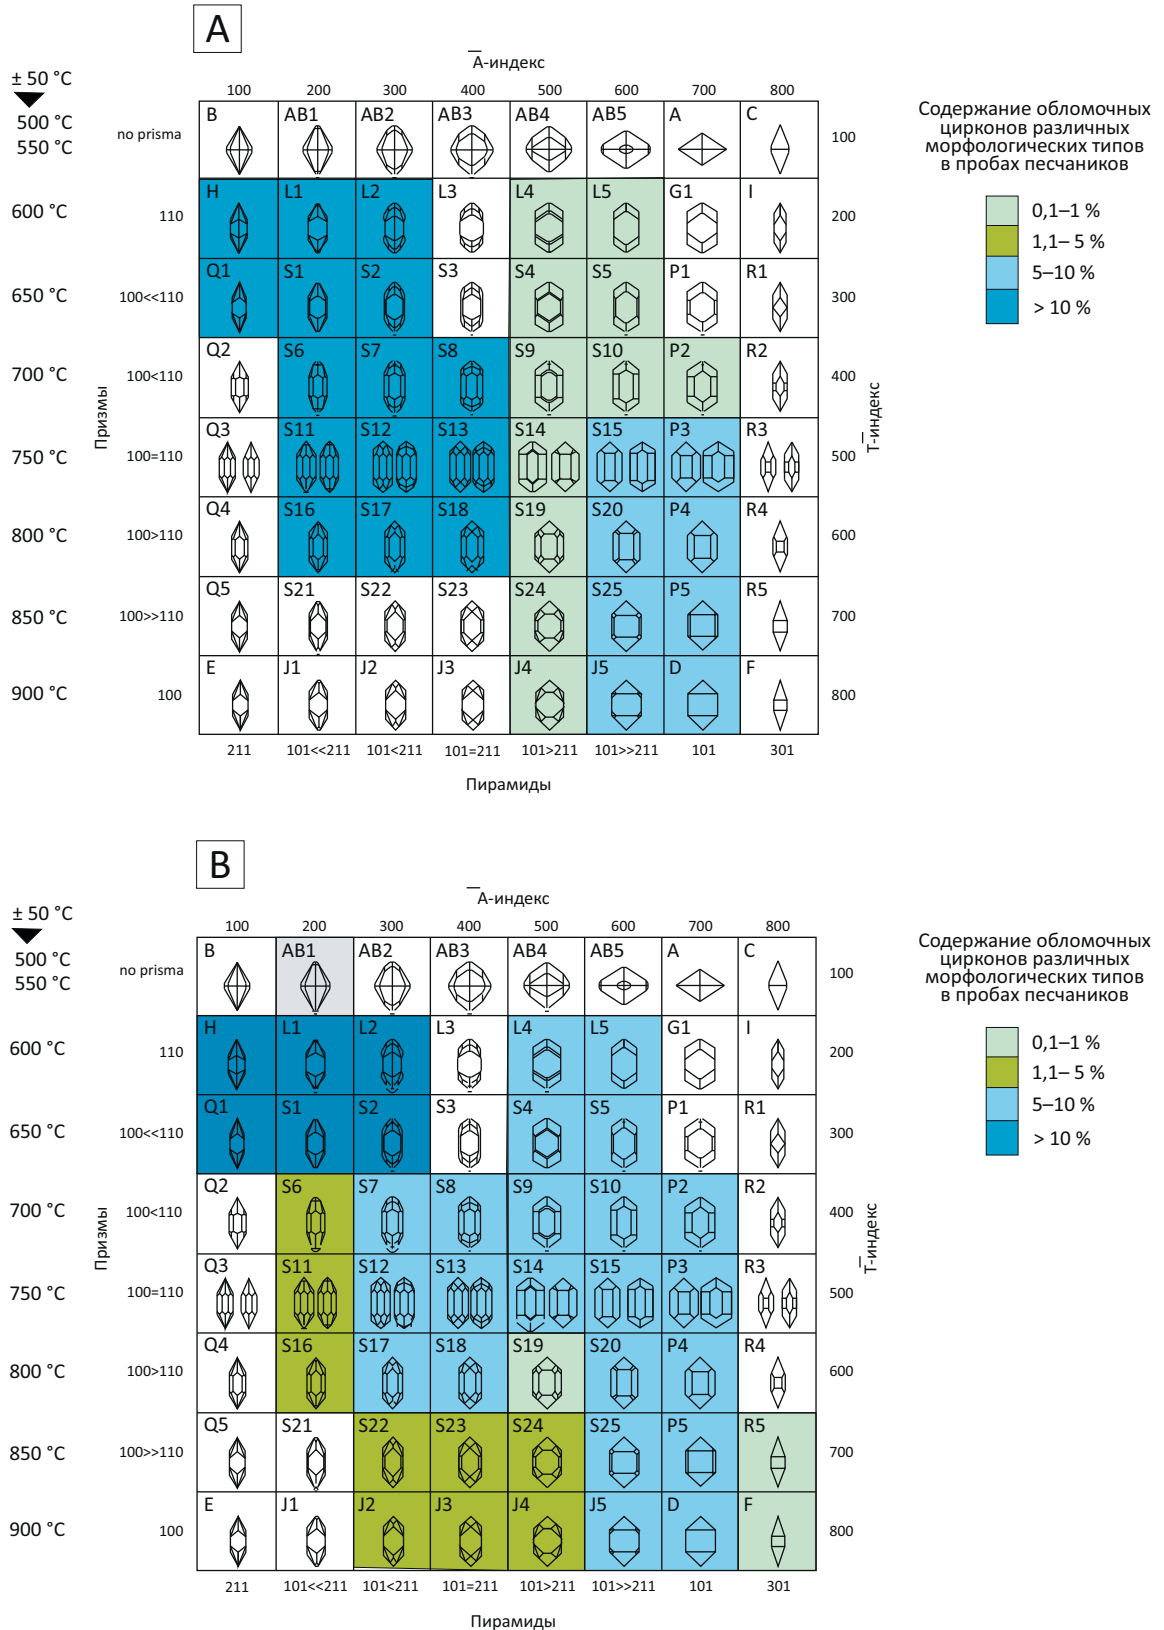 A
A-индекс
± 50 °C
100 200 300 400 500 600 700 800
500 °C
550 °C
no prisma
B AB1 AB2 AB3 AB4 AB5 A C
100
600 °C
110
H L1 L2 L3 L4 L5 G1 I
200
650 °C
100<<110
Q1 S1 S2 S3 S4 S5 P1 R1
300
700 °C
100<110
Q2 S6 S7 S8 S9 S10 P2 R2
400
Призмы
Т-индекс
750 °C
100=110
Q3 S11 S12 S13 S14 S15 P3 R3
500
800 °C
100>110
Q4 S16 S17 S18 S19 S20 P4 R4
600
850 °C
100>>110
Q5 S21 S22 S23 S24 S25 P5 R5
700
900 °C
100
E J1 J2 J3 J4 J5 D F
800
211 101<<211 101<211 101=211 101>211 101>>211 101 301
Пирамиды
Содержание обломочных
цирконов различных
морфологических типов
в пробах песчаников
0,1–1 %
1,1– 5 %
5–10 %
> 10 %
B
A-индекс
± 50 °C
100 200 300 400 500 600 700 800
500 °C
550 °C
no prisma
B AB1 AB2 AB3 AB4 AB5 A C
100
600 °C
110
H L1 L2 L3 L4 L5 G1 I
200
650 °C
100<<110
Q1 S1 S2 S3 S4 S5 P1 R1
300
700 °C
100<110
Q2 S6 S7 S8 S9 S10 P2 R2
400
Призмы
Т-индекс
750 °C
100=110
Q3 S11 S12 S13 S14 S15 P3 R3
500
800 °C
100>110
Q4 S16 S17 S18 S19 S20 P4 R4
600
850 °C
100>>110
Q5 S21 S22 S23 S24 S25 P5 R5
700
900 °C
100
E J1 J2 J3 J4 J5 D F
800
211 101<<211 101<211 101=211 101>211 101>>211 101 301
Пирамиды
Содержание обломочных
цирконов различных
морфологических типов
в пробах песчаников
0,1–1 %
1,1– 5 %
5–10 %
> 10 %